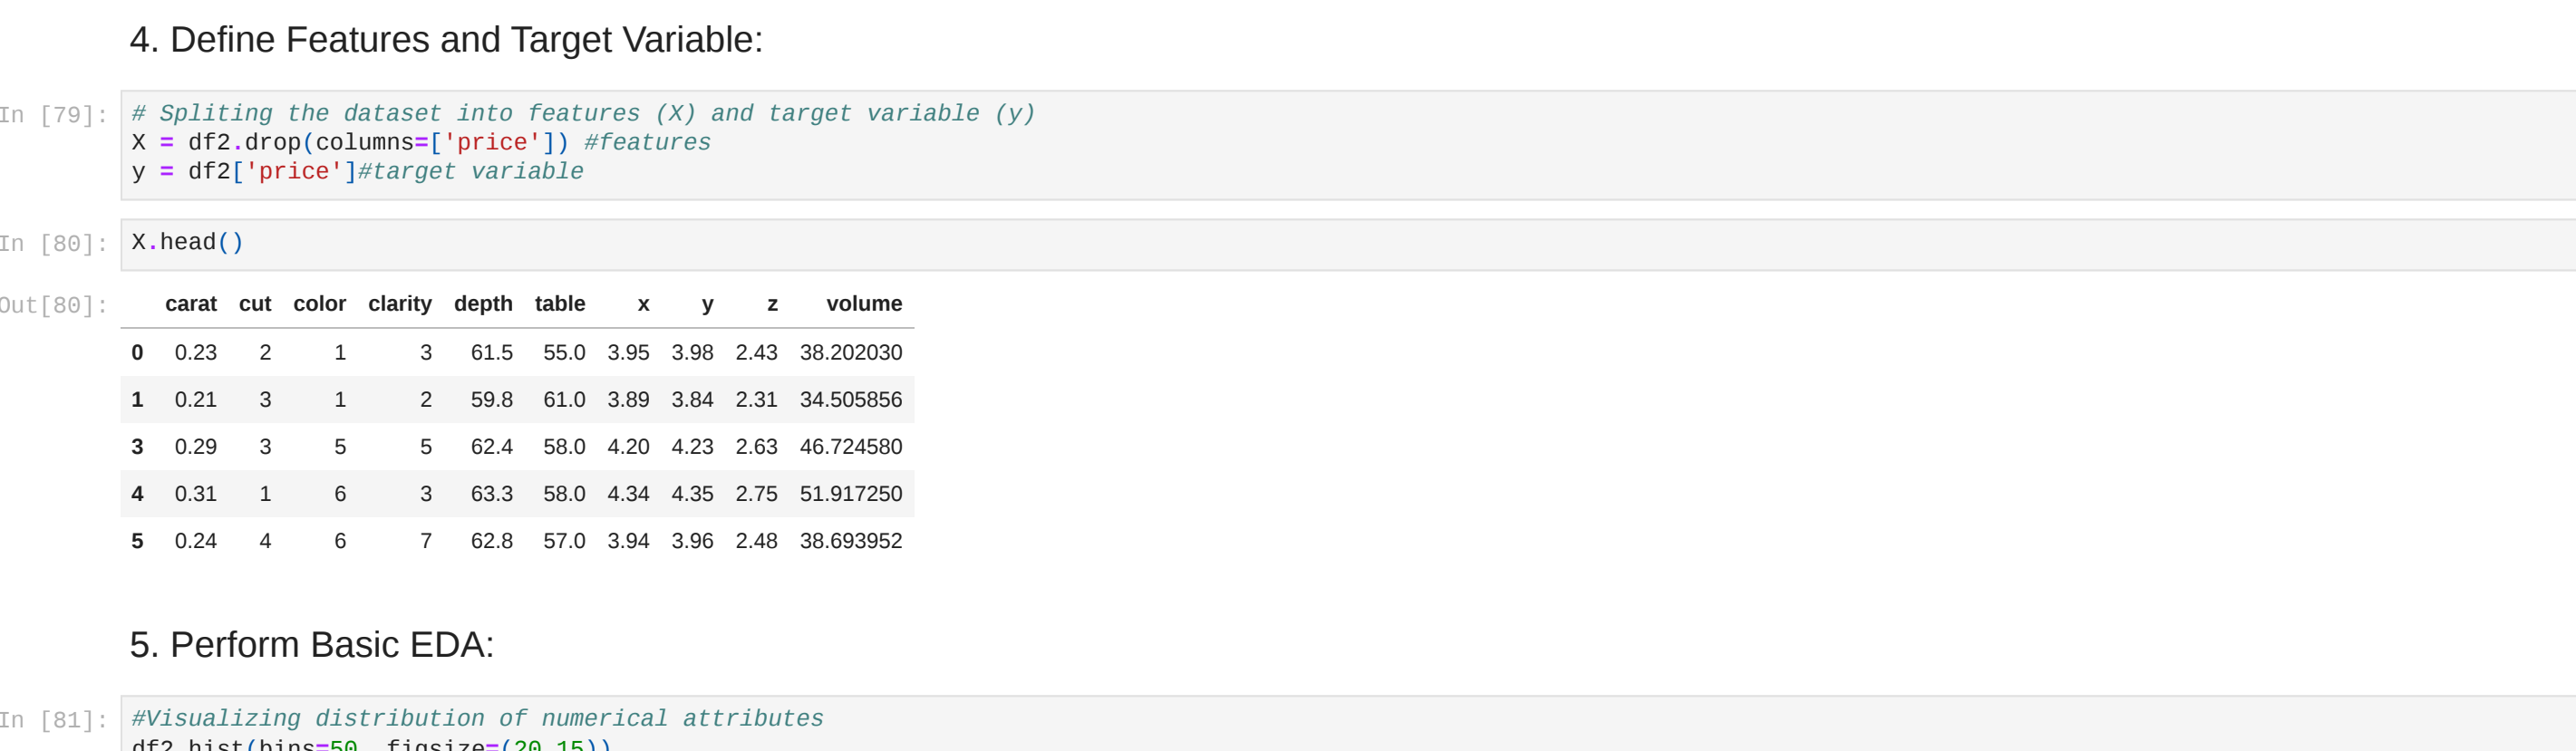 4. Define Features and Target Variable:
In [79]:
# Spliting the dataset into features (X) and target variable (y)
X = df2.drop(columns=['price']) #features
y = df2['price']#target variable
In [80]:
X.head()
Out[80]:
carat cut color clarity depth table x y z volume
0 0.23 2 1 3 61.5 55.0 3.95 3.98 2.43 38.202030
1 0.21 3 1 2 59.8 61.0 3.89 3.84 2.31 34.505856
3 0.29 3 5 5 62.4 58.0 4.20 4.23 2.63 46.724580
4 0.31 1 6 3 63.3 58.0 4.34 4.35 2.75 51.917250
5 0.24 4 6 7 62.8 57.0 3.94 3.96 2.48 38.693952
5. Perform Basic EDA:
In [81]:
#Visualizing distribution of numerical attributes
df2.hist(bins=50, figsize=(20,15))